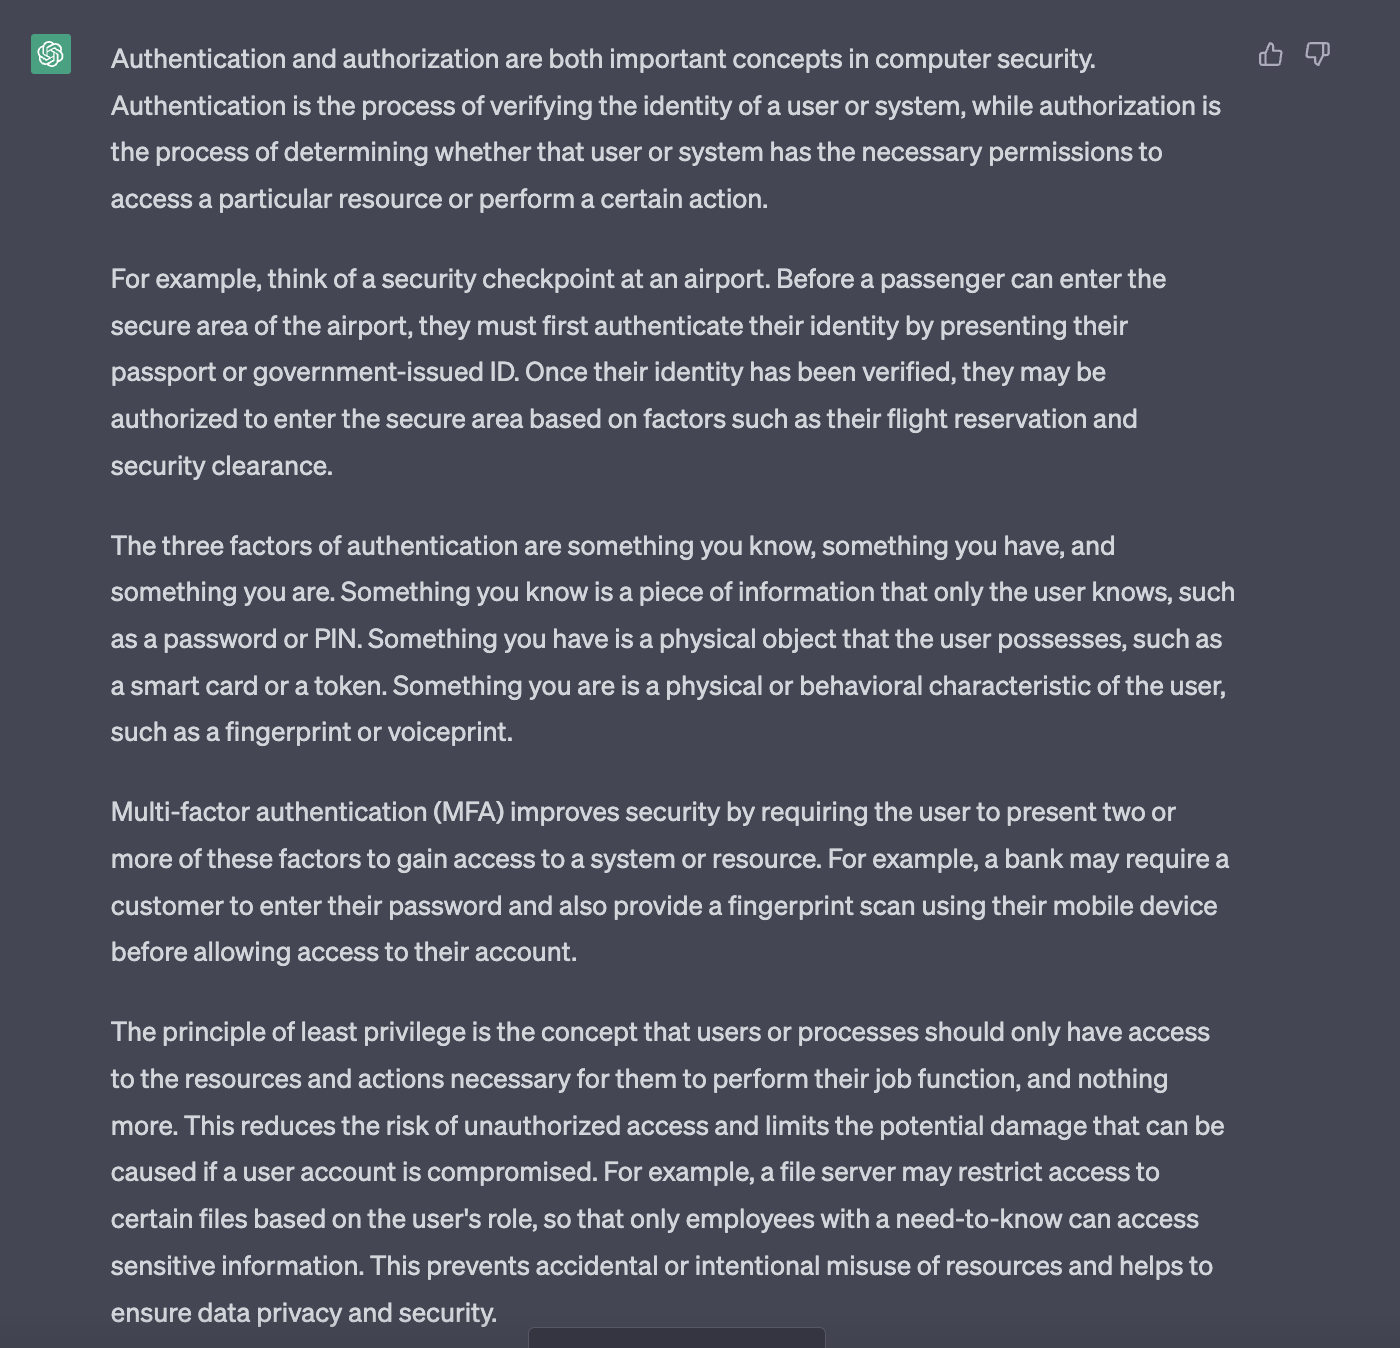 Authentication and authorization are both important concepts in computer security.
Authentication is the process of verifying the identity of a user or system, while authorization is
the process of determining whether that user or system has the necessary permissions to
access a particular resource or perform a certain action.
For example, think of a security checkpoint at an airport. Before a passenger can enter the
secure area of the airport, they must first authenticate their identity by presenting their
passport or government-issued ID. Once their identity has been verified, they may be
authorized to enter the secure area based on factors such as their flight reservation and
security clearance.
The three factors of authentication are something you know, something you have, and
something you are. Something you know is a piece of information that only the user knows, such
as a password or PIN. Something you have is a physical object that the user possesses, such as
a smart card or a token. Something you are is a physical or behavioral characteristic of the user,
such as a fingerprint or voiceprint.
Multi-factor authentication (MFA) improves security by requiring the user to present two or
more of these factors to gain access to a system or resource. For example, a bank may require a
customer to enter their password and also provide a fingerprint scan using their mobile device
before allowing access to their account.
The principle of least privilege is the concept that users or processes should only have access
to the resources and actions necessary for them to perform their job function, and nothing
more. This reduces the risk of unauthorized access and limits the potential damage that can be
caused if a user account is compromised. For example, a file server may restrict access to
certain files based on the user's role, so that only employees with a need-to-know can access
sensitive information. This prevents accidental or intentional misuse of resources and helps to
ensure data privacy and security.